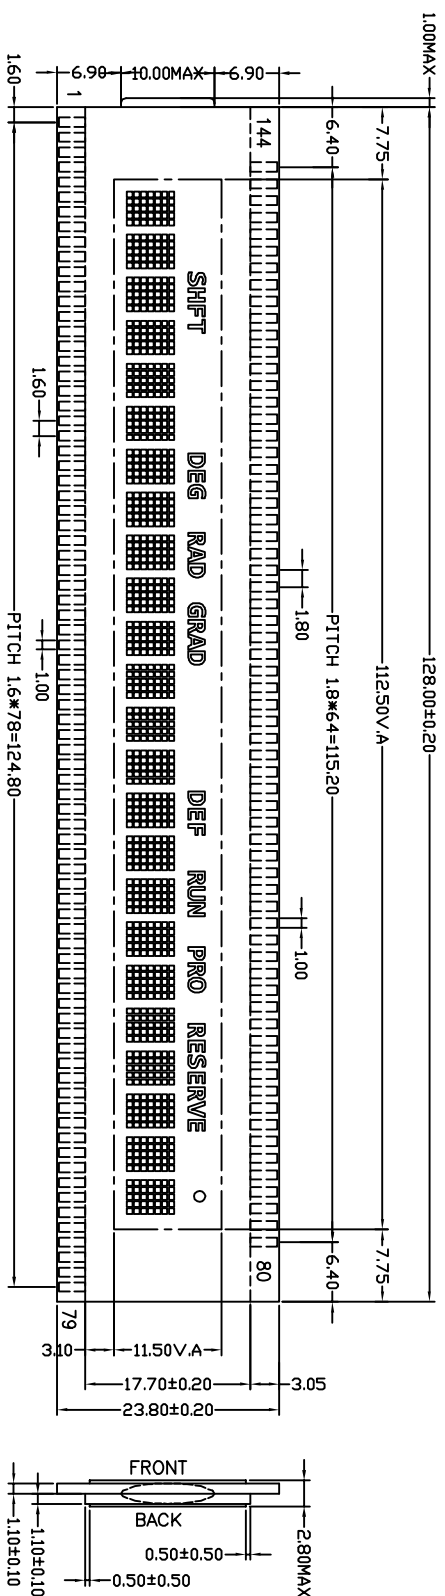 1.00MAX
128.00±0.20
7.75
112.50V.A
7.75
6.40
PITCH 1.8*64=115.20
6.40
1.80
1.00
6.90
10.00MAX
6.90
1.60
1
144
SHFT
DEG RAD GRAD
DEF RUN PRO RESERVE
80
79
1.60
1.00
PITCH 1.6*78=124.80
3.10
11.50V.A
17.70±0.20
3.05
23.80±0.20
FRONT
BACK
2.80MAX
0.50±0.50
0.50±0.50
1.10±0.10
1.10±0.10